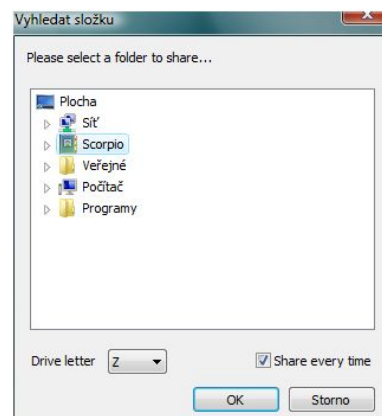 Vyhledat složku
Please select a folder to share...
Plocha
Síť
Scorpio
Veřejné
Počítač
Programy
Drive letter Z Share every time
OK Storno